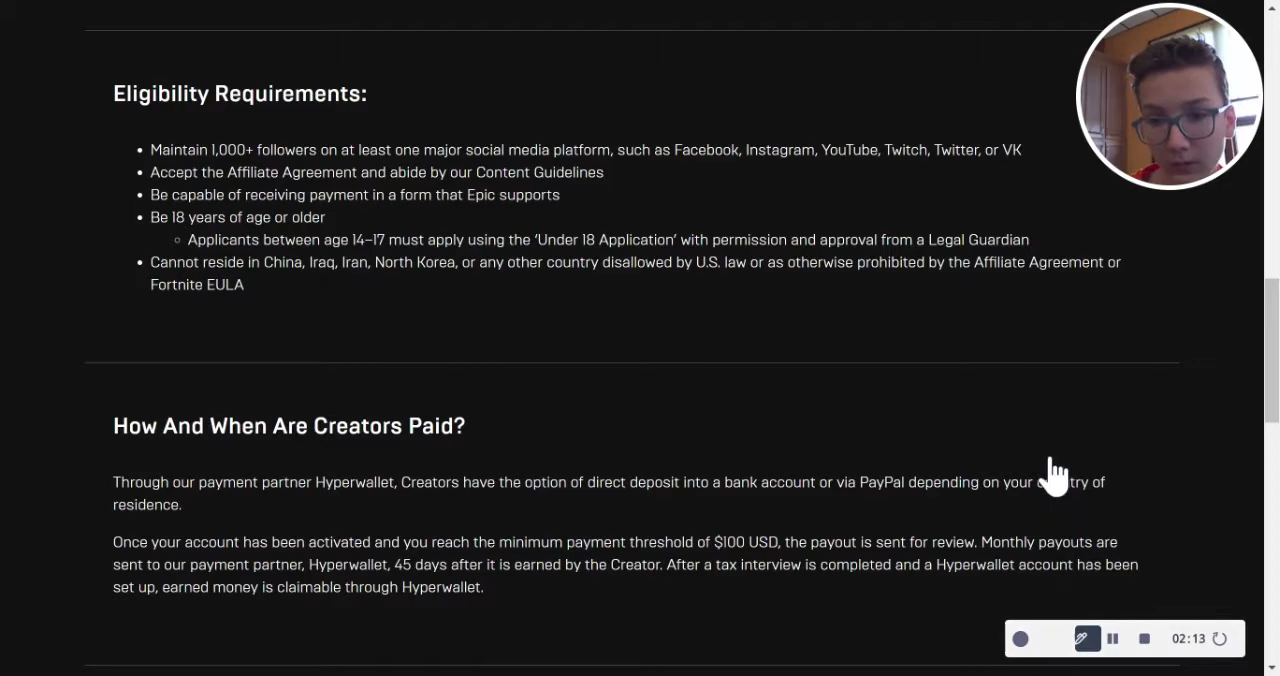 Eligibility Requirements:
Maintain 1,000+ followers on at least one major social media platform, such as Facebook, Instagram, YouTube, Twitch, Twitter, or VK
Accept the Affiliate Agreement and abide by our Content Guidelines
Be capable of receiving payment in a form that Epic supports
Be 18 years of age or older
Applicants between age 14–17 must apply using the ‘Under 18 Application’ with permission and approval from a Legal Guardian
Cannot reside in China, Iraq, Iran, North Korea, or any other country disallowed by U.S. law or as otherwise prohibited by the Affiliate Agreement or
Fortnite EULA
How And When Are Creators Paid?
Through our payment partner Hyperwallet, Creators have the option of direct deposit into a bank account or via PayPal depending on your country of
residence.
Once your account has been activated and you reach the minimum payment threshold of $100 USD, the payout is sent for review. Monthly payouts are
sent to our payment partner, Hyperwallet, 45 days after it is earned by the Creator. After a tax interview is completed and a Hyperwallet account has been
set up, earned money is claimable through Hyperwallet.
02:13